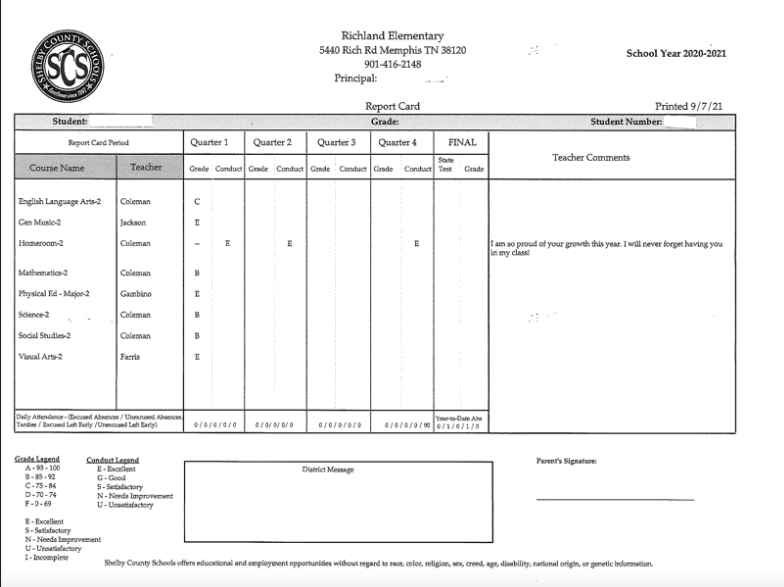 Richland Elementary
5440 Rich Rd Memphis TN 38120
901-416-2148
Principal:
School Year 2020-2021
SHELBY COUNTY SCHOOLS
SCS
Report Card
Printed 9/7/21
Student: Grade: Student Number:
Report Card Period Quarter 1 Quarter 2 Quarter 3 Quarter 4 FINAL Teacher Comments
Course Name Teacher Grade Conduct Grade Conduct Grade Conduct Grade Conduct State Test Grade
English Language Arts-2 Coleman C
Gen Music-2 Jackson E
Homeroom-2 Coleman -- E E E I am so proud of your growth this year. I will never forget having you
in my class!
Mathematics-2 Coleman B
Physical Ed - Major-2 Gambino E
Science-2 Coleman B
Social Studies-2 Coleman B
Visual Arts-2 Farris E
Daily Attendance - (Excused Absences / Unexcused Absences Year-to-Date Abs
Tardies / Excused Left Early /Unexcused Left Early) 0/0/0/0/0 0/0/0/0/0 0/0/0/0/0 0/0/0/0/90 0/1/0/1/0
Grade Legend Conduct Legend
A - 93 - 100 E - Excellent
B - 85 - 92 G - Good
C - 75 - 84 S - Satisfactory
D - 70 - 74 N - Needs Improvement
F - 0 - 69 U - Unsatisfactory
E - Excellent
S - Satisfactory
N - Needs Improvement
U - Unsatisfactory
I - Incomplete
District Message
Parent's Signature:
Shelby County Schools offers educational and employment opportunities without regard to race, color, religion, sex, creed, age, disability, national origin, or genetic information.